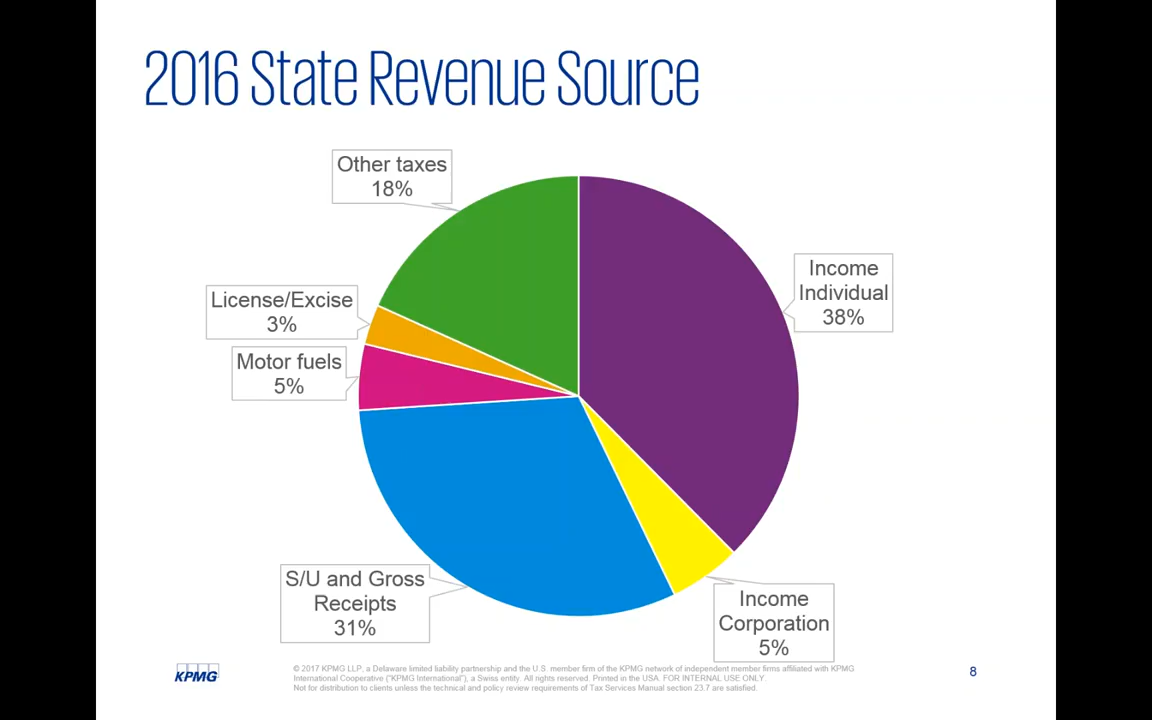 2016 State Revenue Source
Other taxes
18%
Income
Individual
38%
License/Excise
3%
Motor fuels
5%
S/U and Gross
Receipts
31%
Income
Corporation
5%
KPMG
© 2017 KPMG LLP, a Delaware limited liability partnership and the U.S. member firm of the KPMG network of independent member firms affiliated with KPMG
International Cooperative ("KPMG International"), a Swiss entity. All rights reserved. Printed in the USA. FOR INTERNAL USE ONLY.
Not for distribution to clients unless the technical and policy review requirements of Tax Services Manual section 23.7 are satisfied.
8